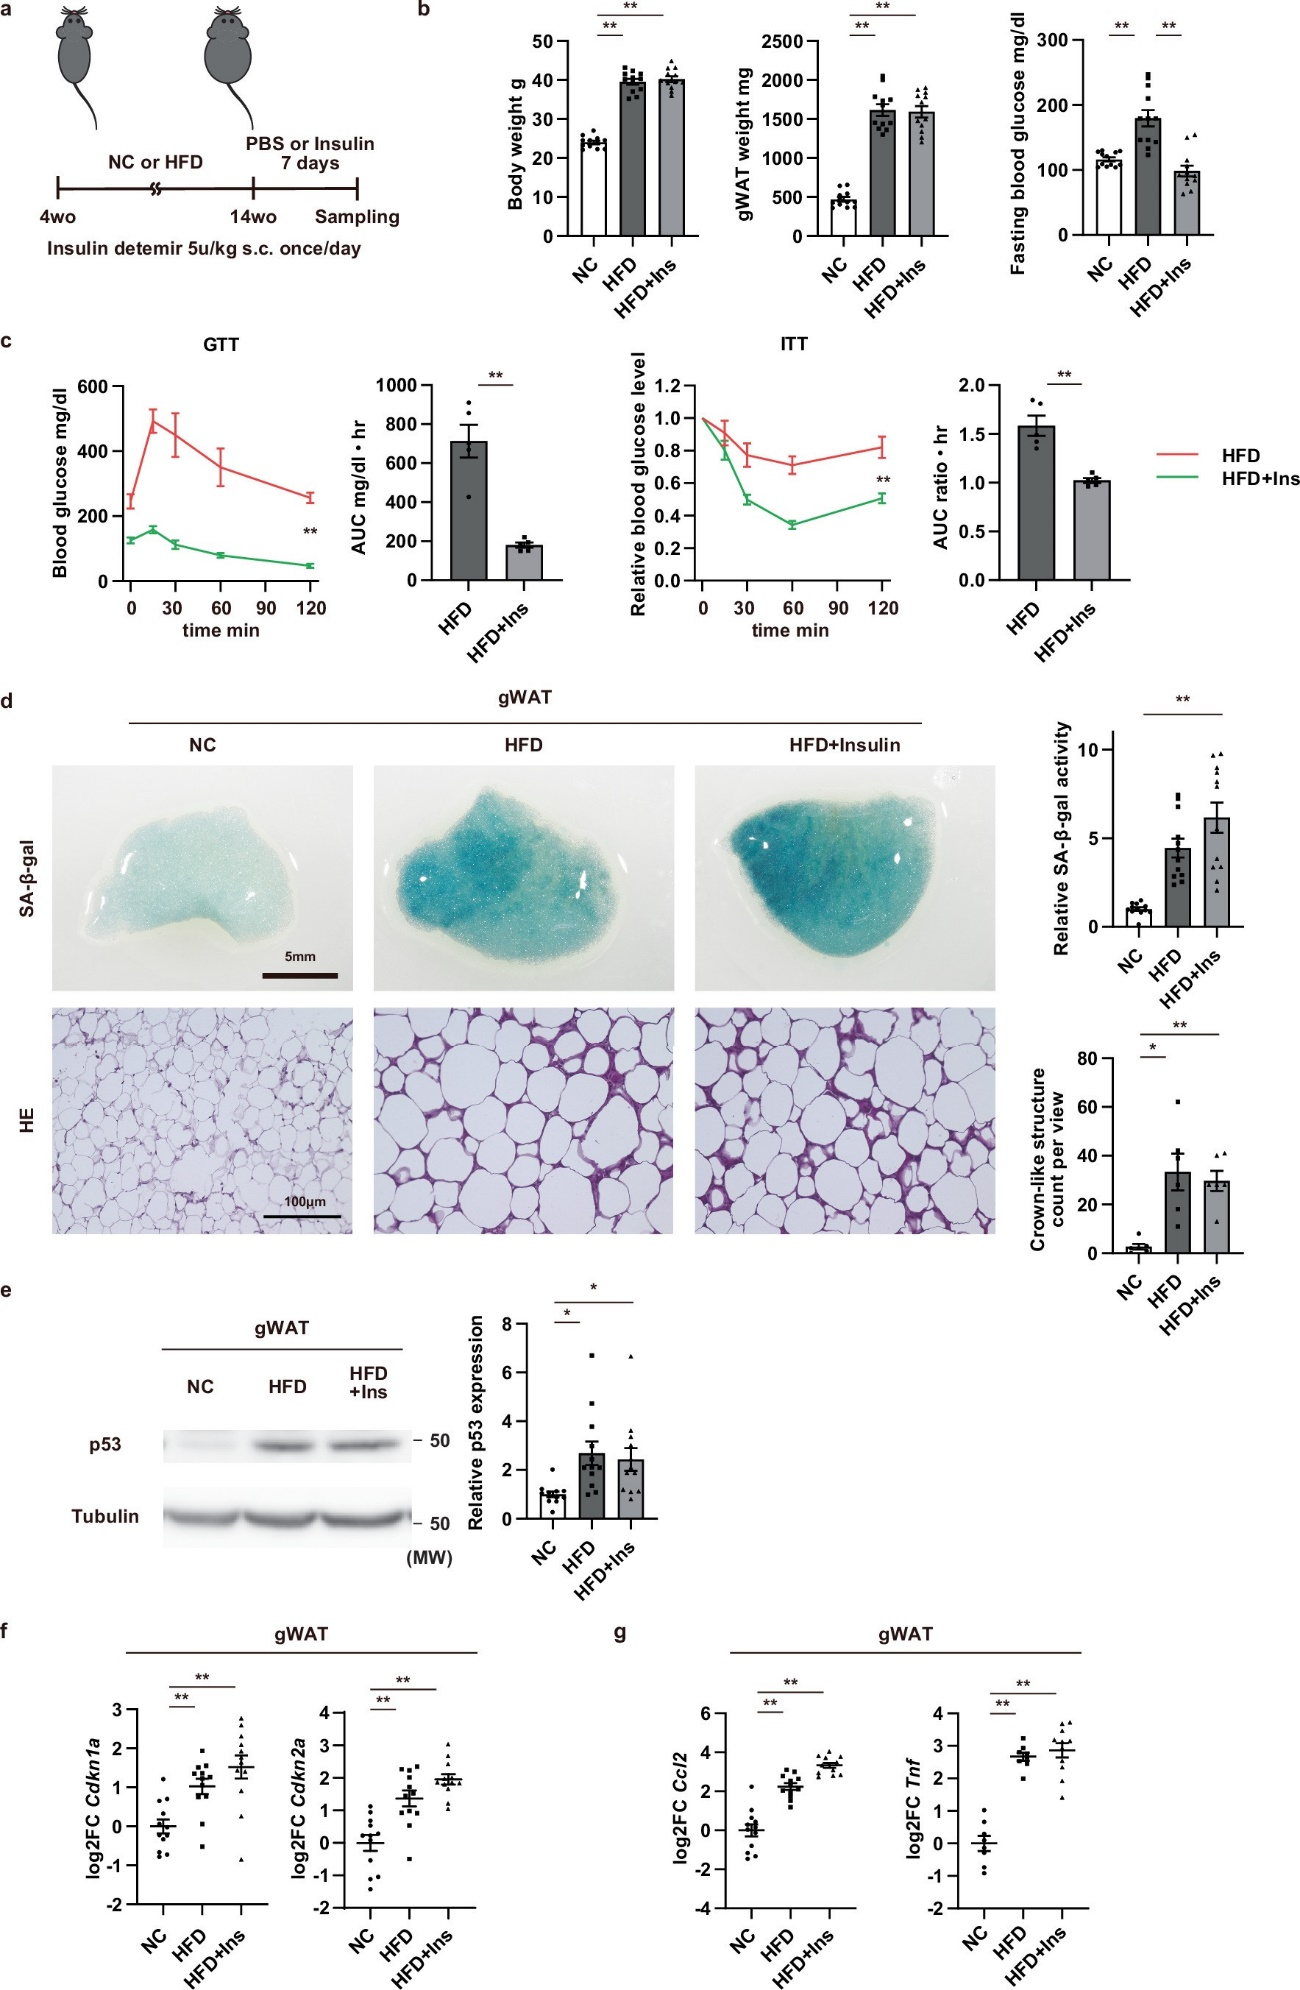 a
NC or HFD
PBS or Insulin
7 days
4wo
14wo
Sampling
Insulin detemir 5u/kg s.c. once/day
b
**
**
Body weight g
50
40
30
20
10
0
NC
HFD
HFD+Ins
**
**
gWAT weight mg
2500
2000
1500
1000
500
0
NC
HFD
HFD+Ins
**
**
Fasting blood glucose mg/dl
300
200
100
0
NC
HFD
HFD+Ins
c
GTT
Blood glucose mg/dl
600
400
200
0
**
0 30 60 90 120
time min
**
AUC mg/dl • hr
1000
800
600
400
200
0
HFD
HFD+Ins
ITT
Relative blood glucose level
1.2
1.0
0.8
0.6
0.4
0.2
0.0
**
0 30 60 90 120
time min
**
AUC ratio • hr
2.0
1.5
1.0
0.5
0.0
HFD
HFD+Ins
HFD
HFD+Ins
d
gWAT
NC
HFD
HFD+Insulin
SA-β-gal
5mm
HE
100μm
**
Relative SA-β-gal activity
10
5
0
NC
HFD
HFD+Ins
**
*
Crown-like structure
count per view
80
60
40
20
0
NC
HFD
HFD+Ins
e
gWAT
NC
HFD
HFD
+Ins
p53
50
Tubulin
50
(MW)
*
*
Relative p53 expression
8
6
4
2
0
NC
HFD
HFD+Ins
f
gWAT
**
**
log2FC Cdkn1a
3
2
1
0
-1
-2
NC
HFD
HFD+Ins
**
**
log2FC Cdkn2a
4
3
2
1
0
-1
-2
NC
HFD
HFD+Ins
g
gWAT
**
**
log2FC Ccl2
6
4
2
0
-2
-4
NC
HFD
HFD+Ins
**
**
log2FC Tnf
4
3
2
1
0
-1
-2
NC
HFD
HFD+Ins